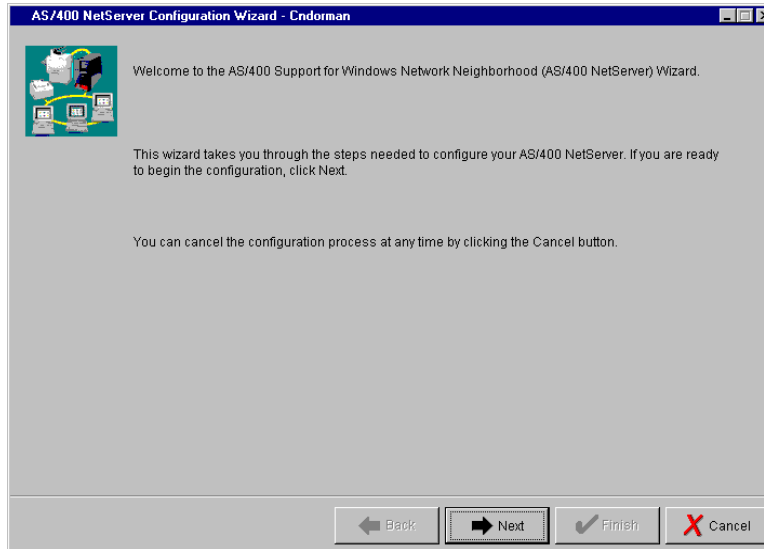 AS/400 NetServer Configuration Wizard - Cndorman
Welcome to the AS/400 Support for Windows Network Neighborhood (AS/400 NetServer) Wizard.
This wizard takes you through the steps needed to configure your AS/400 NetServer. If you are ready
to begin the configuration, click Next.
You can cancel the configuration process at any time by clicking the Cancel button.
Back
Next
Finish
Cancel